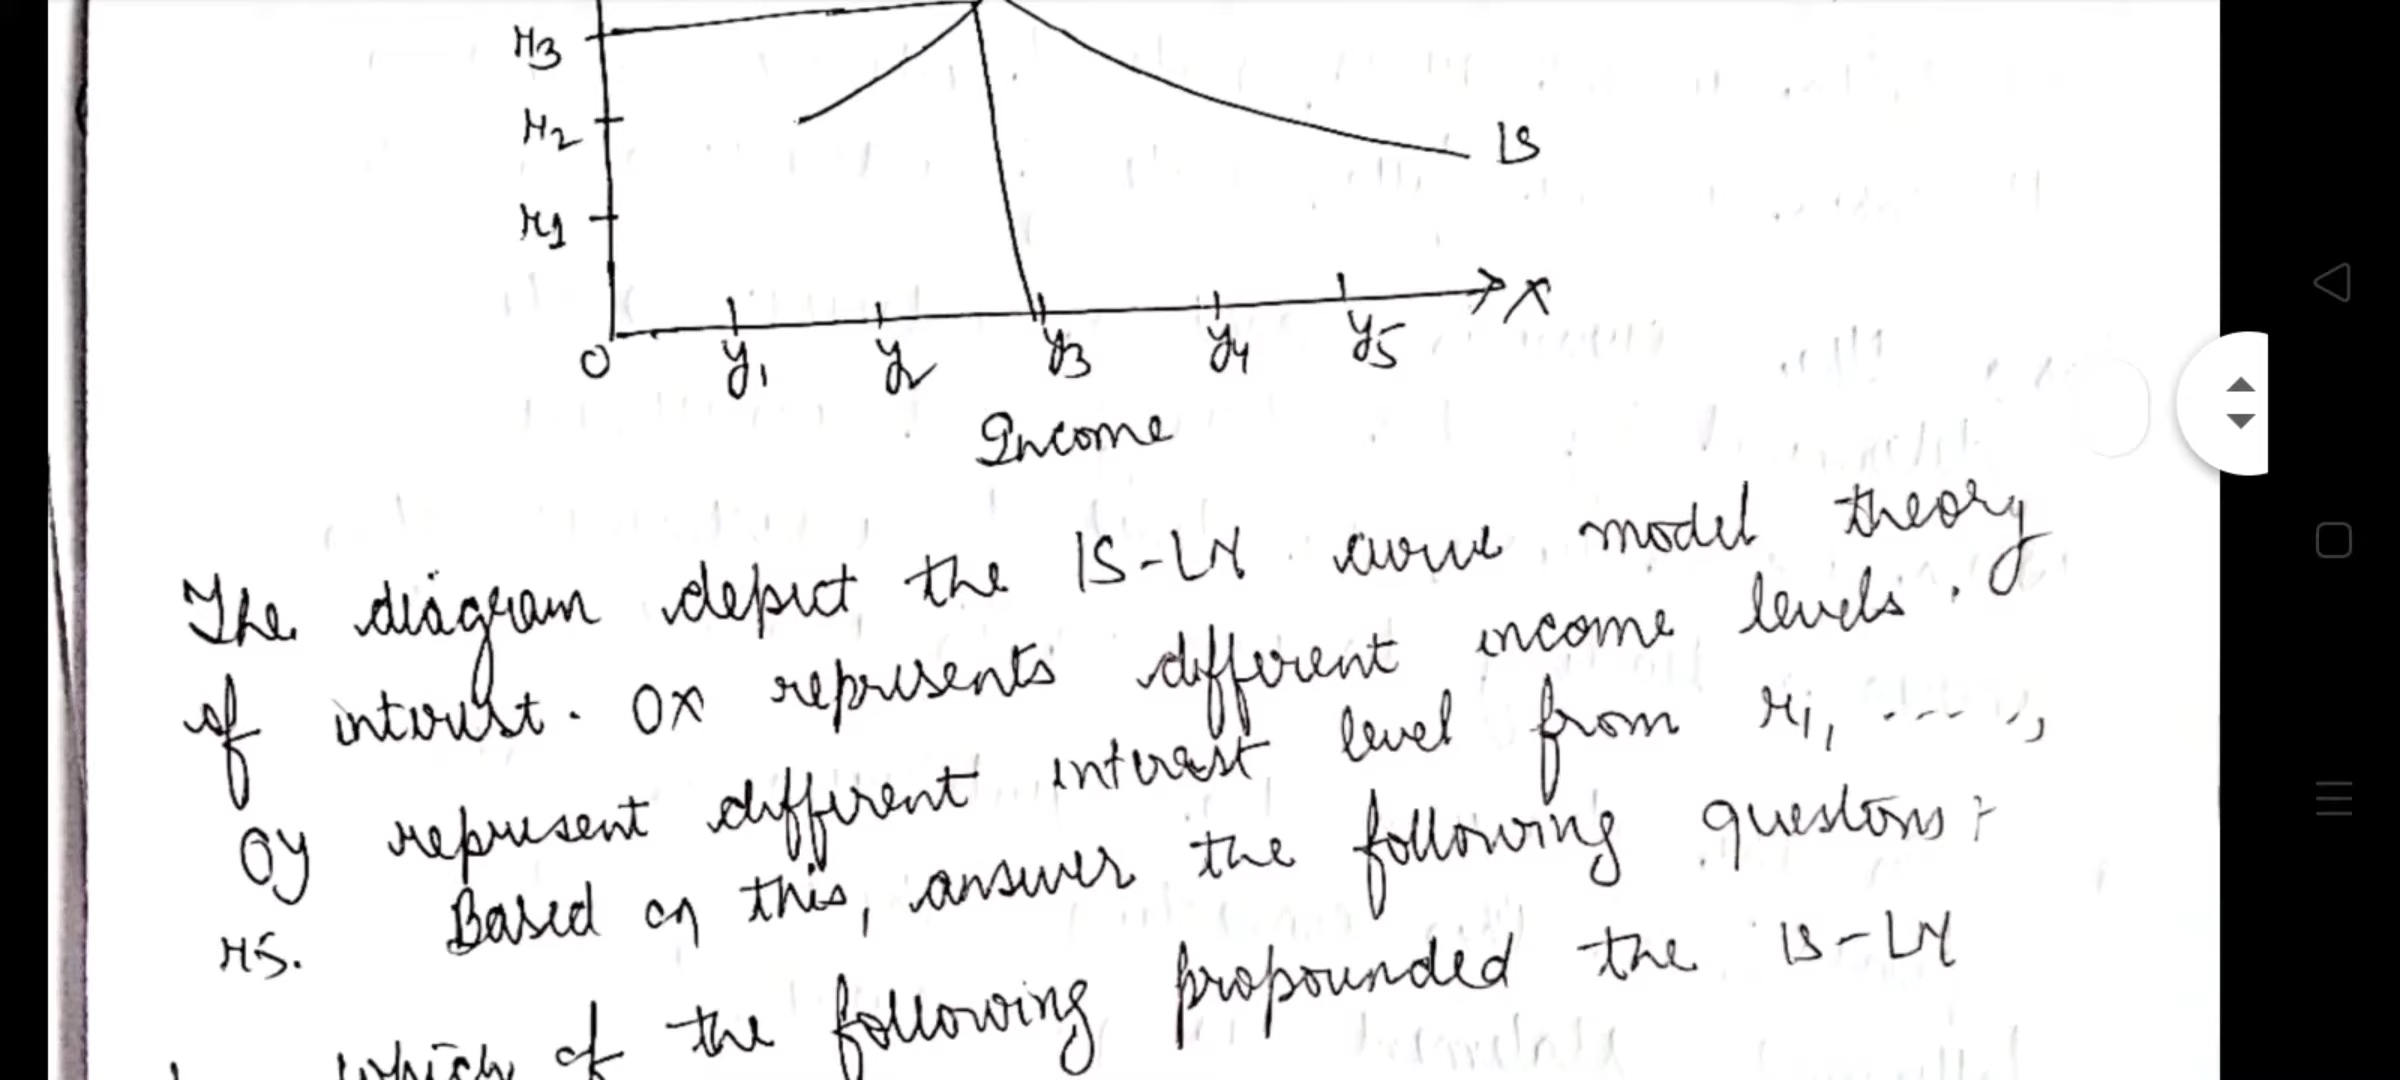 r3
r2
IS
r1
X
O
y1
y2
y3
y4
y5
Income
The diagram depict the IS-LM curve model theory
of interest. OX represents different income levels.
OY represent different interest level from r1, ----,
r5. Based on this, answer the following questions:
1. which of the following propounded the IS-LM